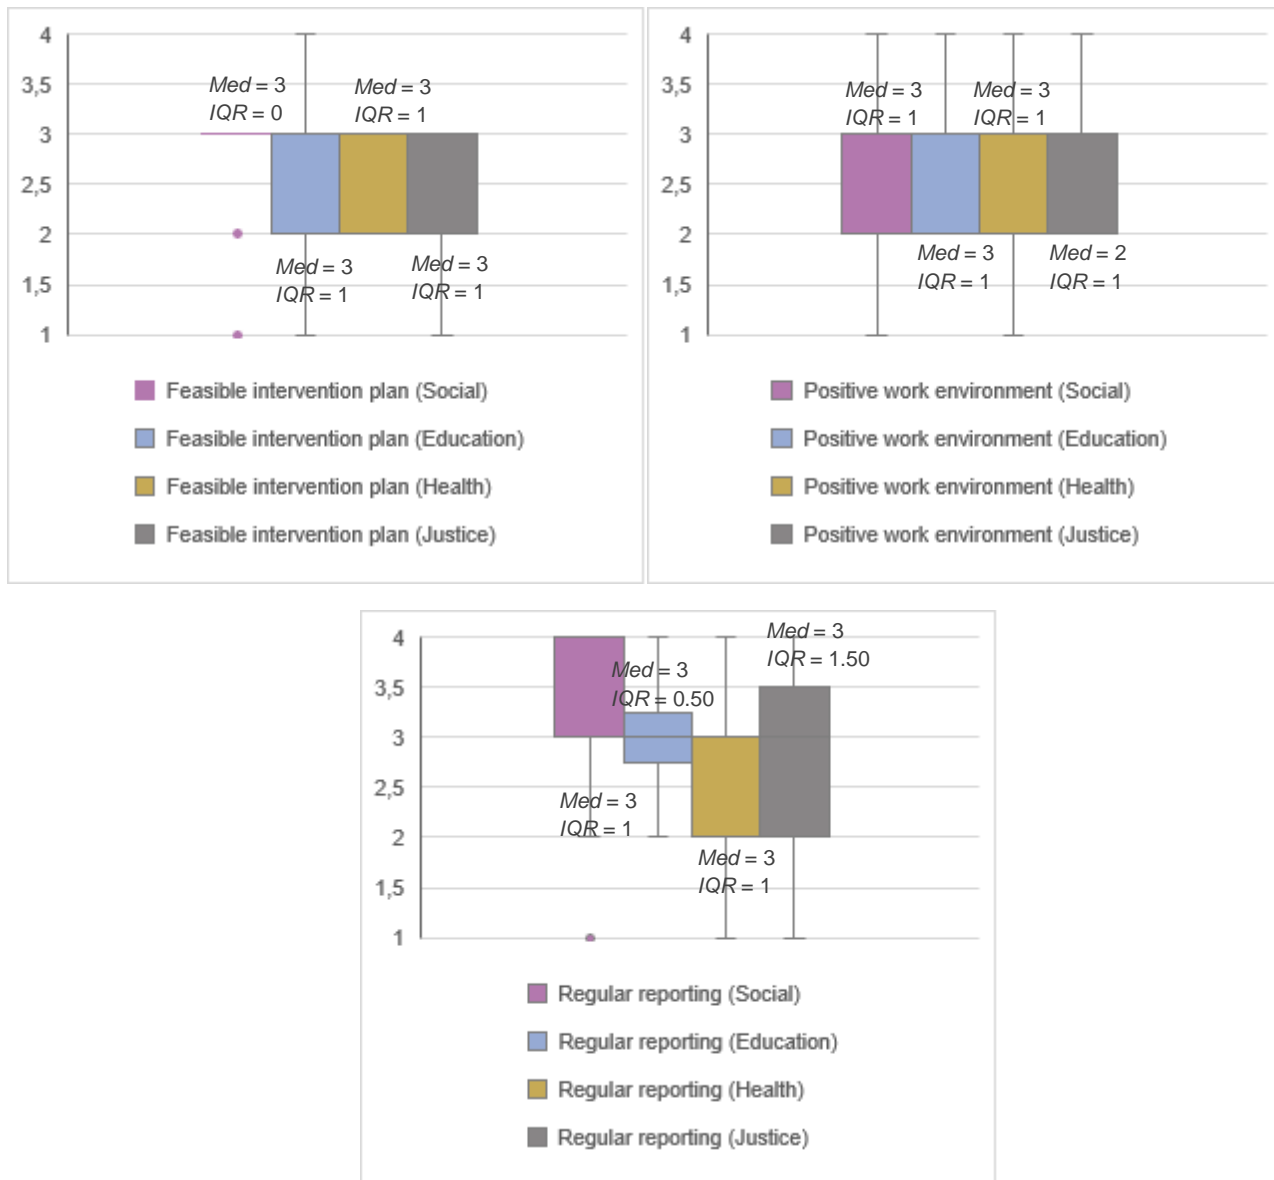 4
3,5
3
2,5
2
1,5
1
Med = 3
IQR = 0
Med = 3
IQR = 1
Med = 3
IQR = 1
Med = 3
IQR = 1
Feasible intervention plan (Social)
Feasible intervention plan (Education)
Feasible intervention plan (Health)
Feasible intervention plan (Justice)
4
3,5
3
2,5
2
1,5
1
Med = 3
IQR = 1
Med = 3
IQR = 1
Med = 3
IQR = 1
Med = 2
IQR = 1
Positive work environment (Social)
Positive work environment (Education)
Positive work environment (Health)
Positive work environment (Justice)
4
3,5
3
2,5
2
1,5
1
Med = 3
IQR = 1.50
Med = 3
IQR = 0.50
Med = 3
IQR = 1
Med = 3
IQR = 1
Regular reporting (Social)
Regular reporting (Education)
Regular reporting (Health)
Regular reporting (Justice)